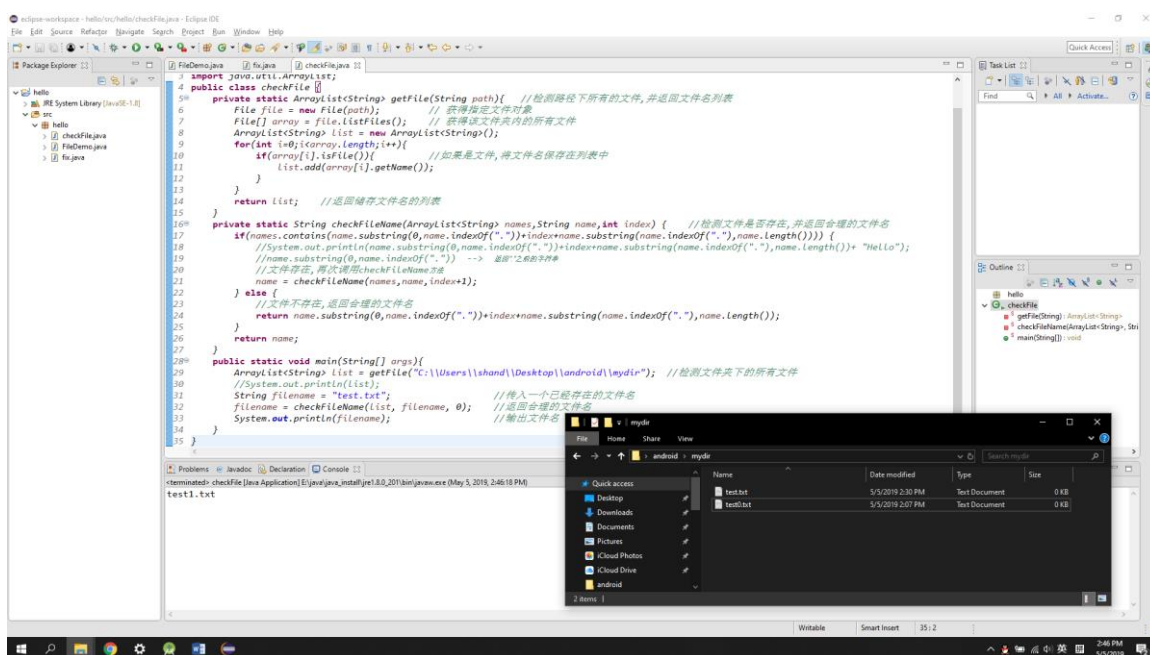 eclipse-workspace - hello/src/hello/checkFile.java - Eclipse IDE
File Edit Source Refactor Navigate Search Project Run Window Help
Quick Access
Package Explorer
hello
JRE System Library [JavaSE-1.8]
src
hello
checkFile.java
FileDemo.java
fix.java
FileDemo.java fix.java checkFile.java
3 import java.util.ArrayList;
4 public class checkFile {
5 private static ArrayList<String> getFile(String path){ //检测路径下所有的文件,并返回文件名列表
6 File file = new File(path); // 获得指定文件对象
7 File[] array = file.listFiles(); // 获得该文件夹内的所有文件
8 ArrayList<String> list = new ArrayList<String>();
9 for(int i=0;i<array.length;i++){
10 if(array[i].isFile()){ //如果是文件,将文件名保存在列表中
11 list.add(array[i].getName());
12 }
13 }
14 return list; //返回储存文件名的列表
15 }
16 private static String checkFileName(ArrayList<String> names,String name,int index) { //检测文件是否存在,并返回合理的文件名
17 if(names.contains(name.substring(0,name.indexOf("."))+index+name.substring(name.indexOf("."),name.length()))) {
18 //System.out.println(name.substring(0,name.indexOf("."))+index+name.substring(name.indexOf("."),name.length())+ "Hello");
19 //name.substring(0,name.indexOf(".")) --> 返回'.'之前的字符串
20 //文件存在,再次调用checkFileName方法
21 name = checkFileName(names,name,index+1);
22 } else {
23 //文件不存在,返回合理的文件名
24 return name.substring(0,name.indexOf("."))+index+name.substring(name.indexOf("."),name.length());
25 }
26 return name;
27 }
28 public static void main(String[] args){
29 ArrayList<String> list = getFile("C:\\Users\\shand\\Desktop\\android\\mydir"); //检测文件夹下的所有文件
30 //System.out.println(list);
31 String filename = "test.txt"; //传入一个已经存在的文件名
32 filename = checkFileName(list, filename, 0); //返回合理的文件名
33 System.out.println(filename); //输出文件名
34 }
35 }
Task List
Find All Activate...
Outline
hello
checkFile
getFile(String) : ArrayList<String>
checkFileName(ArrayList<String>, Stri
main(String[]) : void
Problems Javadoc Declaration Console
<terminated> checkFile [Java Application] E:\java\java_install\jre1.8.0_201\bin\javaw.exe (May 5, 2019, 2:46:18 PM)
test1.txt
mydir
File Home Share View
android mydir
Search mydir
Name Date modified Type Size
Quick access
Desktop
Downloads
Documents
Pictures
iCloud Photos
iCloud Drive
android
test.txt 5/5/2019 2:30 PM Text Document 0 KB
test0.txt 5/5/2019 2:07 PM Text Document 0 KB
2 items
Writable Smart Insert 35 : 2
英
2:46 PM
5/5/2019